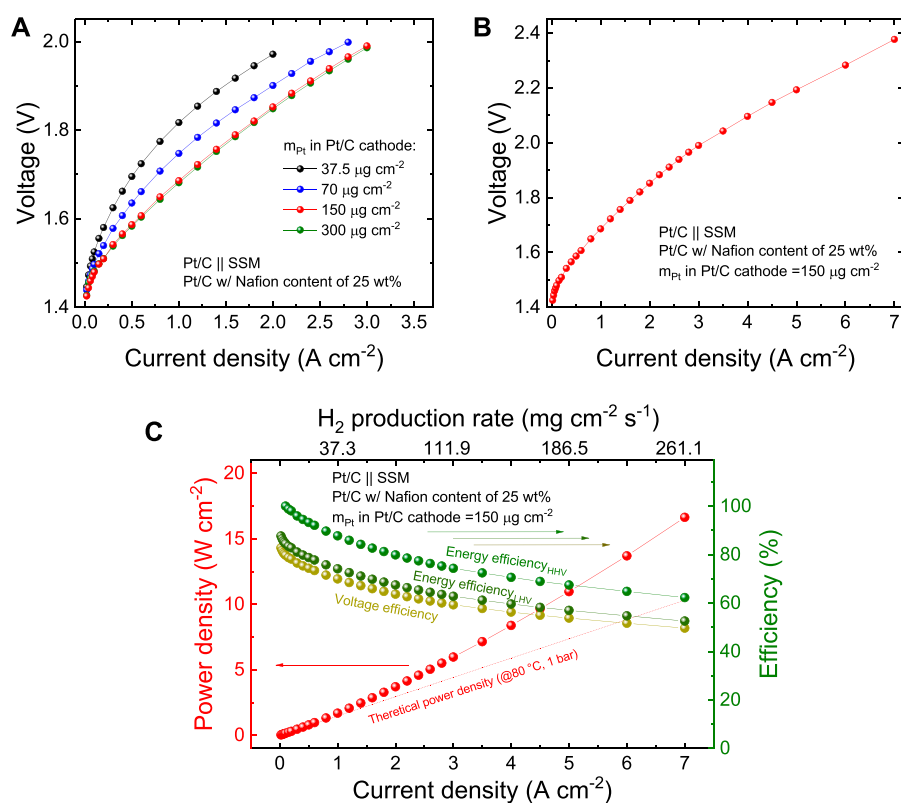 A
Voltage (V)
2.0
1.8
1.6
1.4
m_Pt in Pt/C cathode:
37.5 µg cm⁻²
70 µg cm⁻²
150 µg cm⁻²
300 µg cm⁻²
Pt/C || SSM
Pt/C w/ Nafion content of 25 wt%
0.0 0.5 1.0 1.5 2.0 2.5 3.0 3.5
Current density (A cm⁻²)
B
Voltage (V)
2.4
2.2
2.0
1.8
1.6
1.4
Pt/C || SSM
Pt/C w/ Nafion content of 25 wt%
m_Pt in Pt/C cathode =150 µg cm⁻²
0 1 2 3 4 5 6 7
Current density (A cm⁻²)
C
H₂ production rate (mg cm⁻² s⁻¹)
37.3 111.9 186.5 261.1
Power density (W cm⁻²)
20
15
10
5
0
Pt/C || SSM
Pt/C w/ Nafion content of 25 wt%
m_Pt in Pt/C cathode =150 µg cm⁻²
Energy efficiency_HHV
Energy efficiency_LHV
Voltage efficiency
Theretical power density (@80 °C, 1 bar)
100
80
60
40
20
0
Efficiency (%)
0 1 2 3 4 5 6 7
Current density (A cm⁻²)